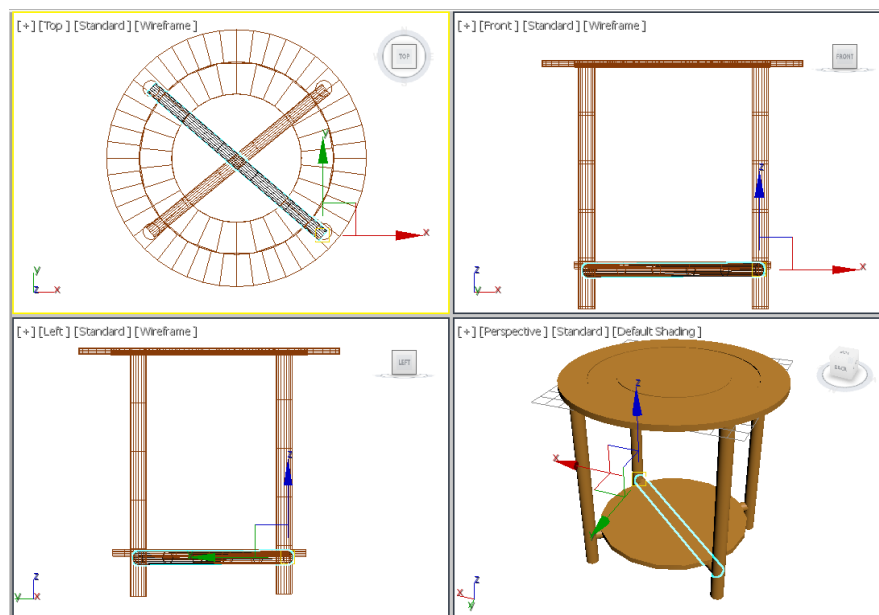 [+] [Top] [Standard] [Wireframe]
TOP
y
x
y
z
x
[+] [Front] [Standard] [Wireframe]
FRONT
z
x
z
x
[+] [Left] [Standard] [Wireframe]
LEFT
z
z
y
[+] [Perspective] [Standard] [Default Shading]
BACK
z
x
y
z
x
y